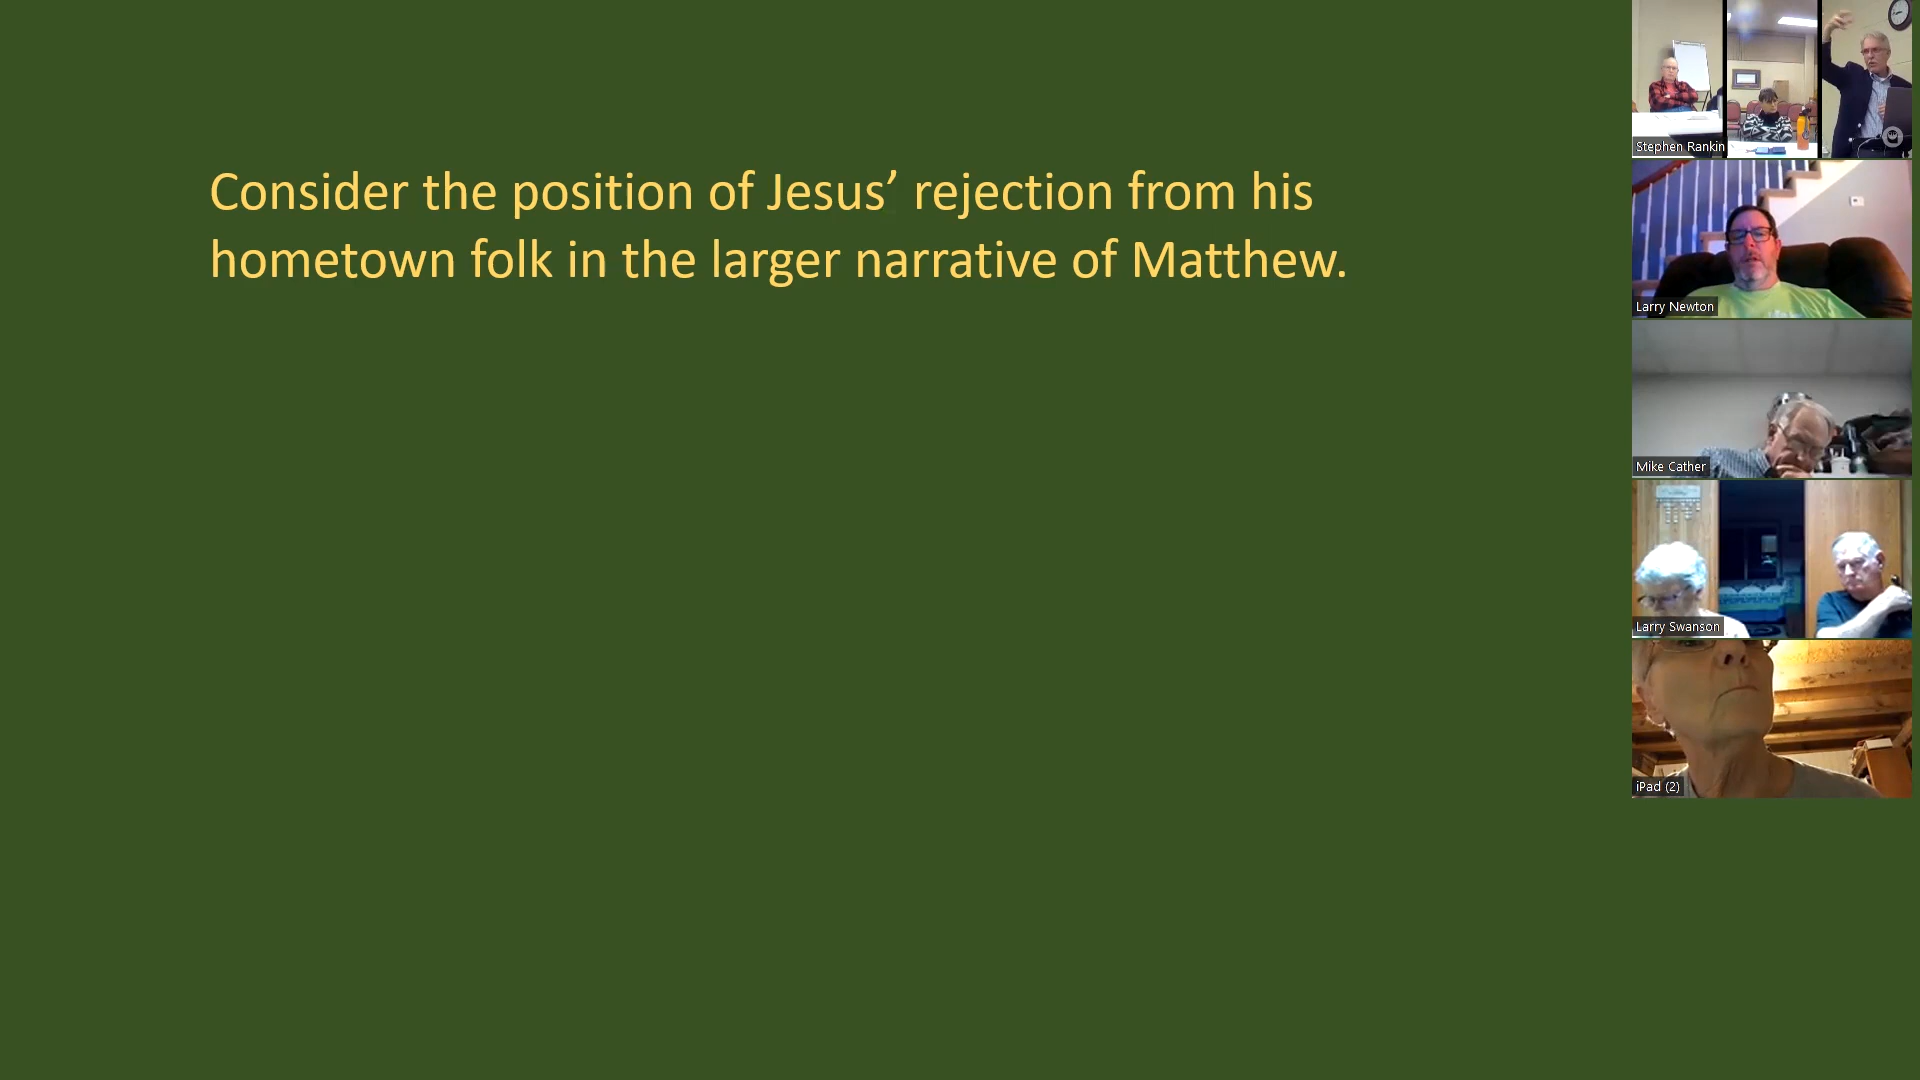 Consider the position of Jesus’ rejection from his
hometown folk in the larger narrative of Matthew.
Stephen Rankin
Larry Newton
Mike Cather
Larry Swanson
iPad (2)